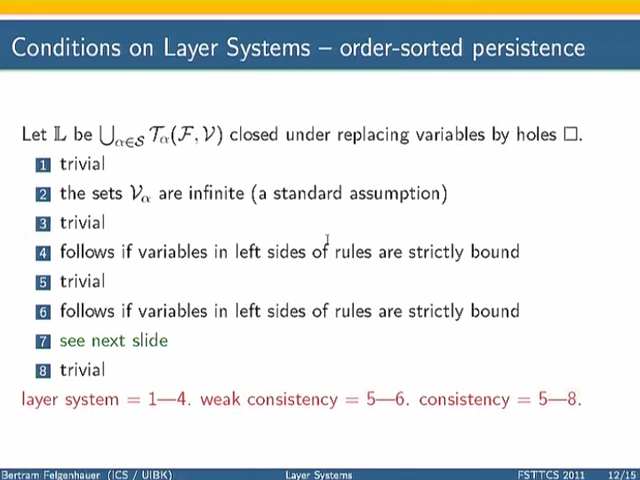 Conditions on Layer Systems – order-sorted persistence
Let 𝕃 be ⋃α∈𝒮 𝒯α(ℱ, 𝒱) closed under replacing variables by holes □.
1 trivial
2 the sets 𝒱α are infinite (a standard assumption)
3 trivial
4 follows if variables in left sides of rules are strictly bound
5 trivial
6 follows if variables in left sides of rules are strictly bound
7 see next slide
8 trivial
layer system = 1—4. weak consistency = 5—6. consistency = 5—8.
Bertram Felgenhauer (ICS / UIBK) Layer Systems FSTTCS 2011 12/15